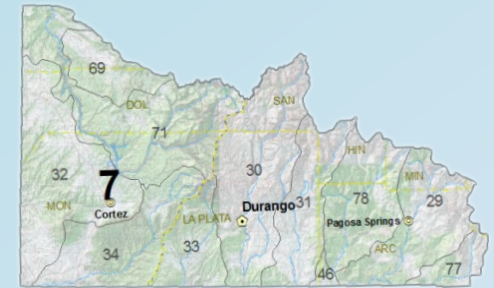 69
DOL
SAN
71
HIN
32
7
30
MIN
MON
Cortez
LA PLATA
Durango
31
78
29
Pagosa Springs
34
33
ARC
46
77